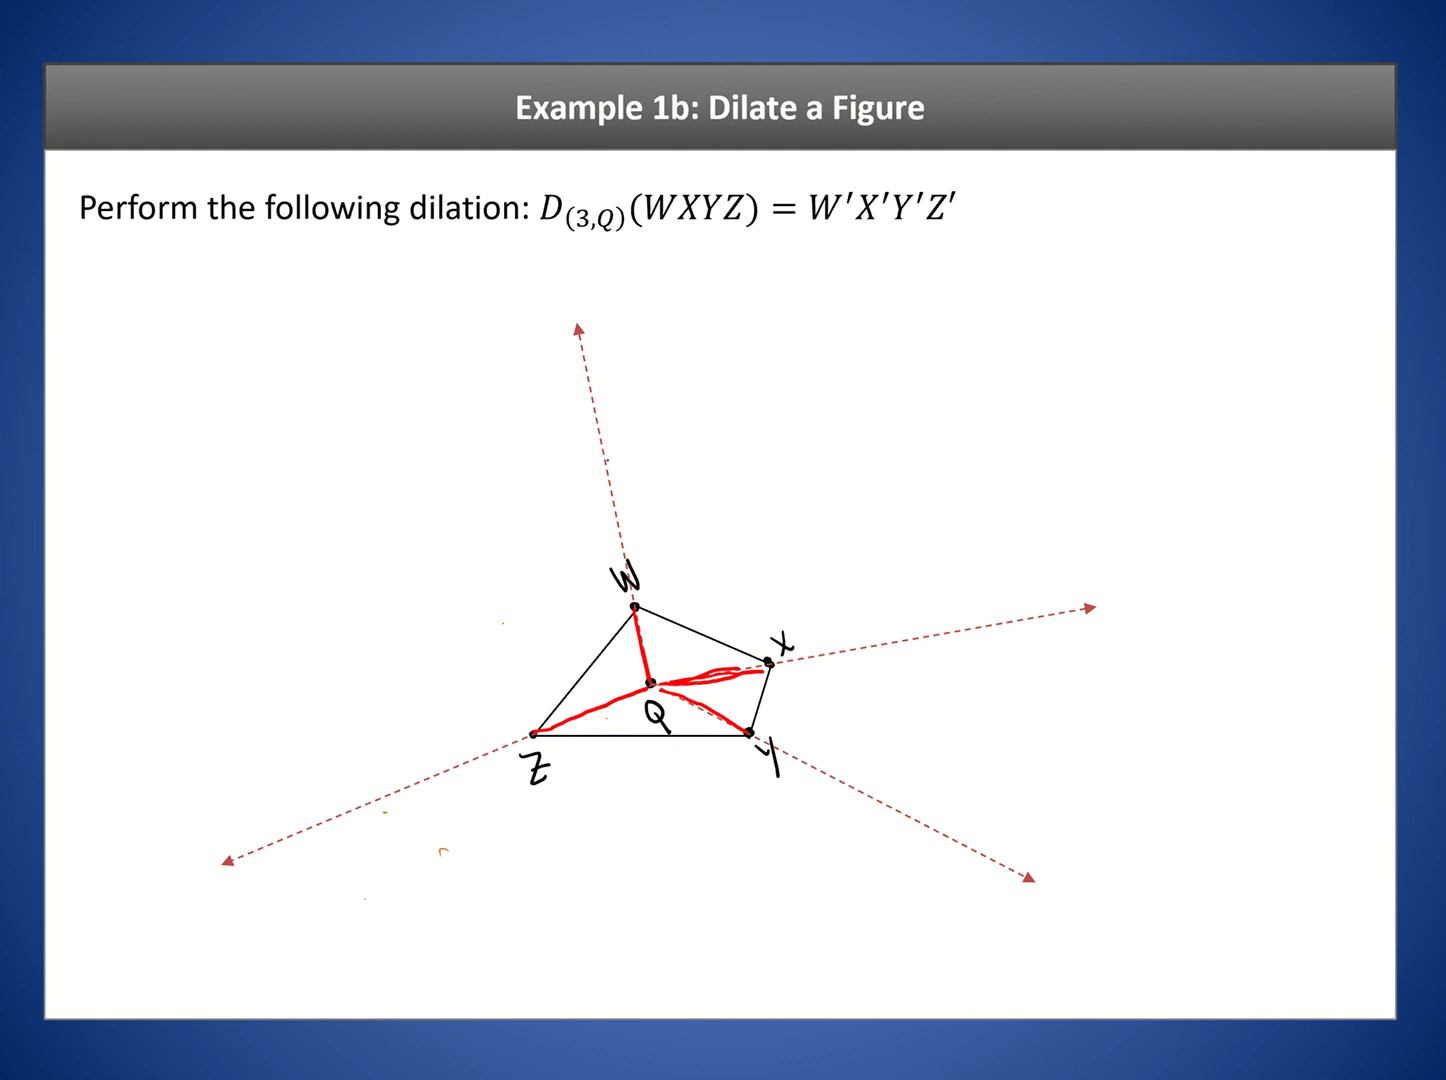 Example 1b: Dilate a Figure
Perform the following dilation: D₍₃,Q₎(WXYZ) = W′X′Y′Z′
W
X
Q
Z
Y